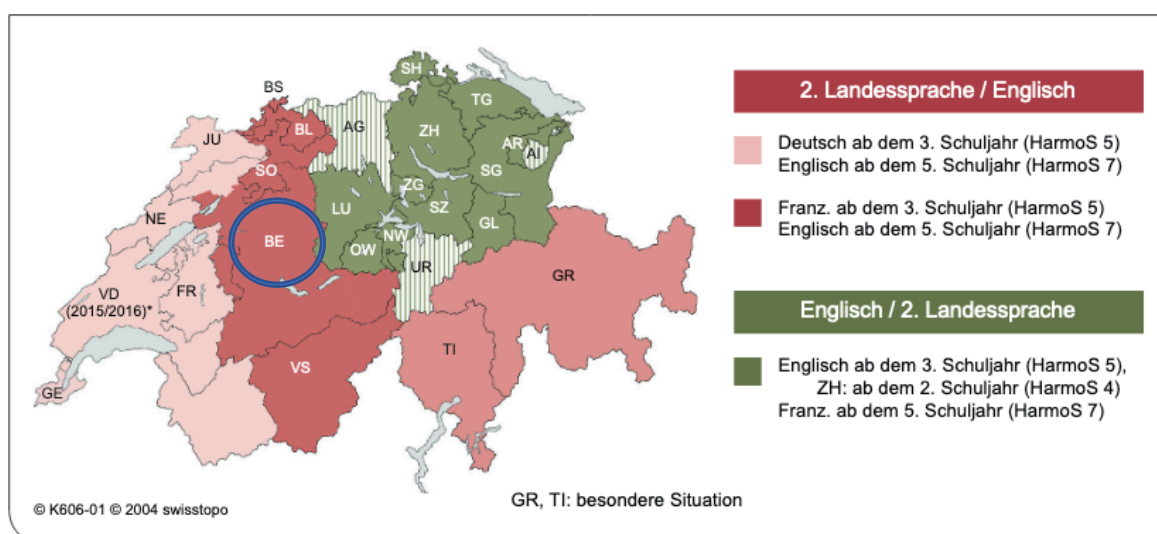 SH
BS
TG
BL
AG
ZH
JU
AR
AI
SO
SG
ZG
LU
SZ
NE
BE
NW
GL
OW
UR
FR
GR
VD
(2015/2016)*
TI
VS
GE
2. Landessprache / Englisch
Deutsch ab dem 3. Schuljahr (HarmoS 5)
Englisch ab dem 5. Schuljahr (HarmoS 7)
Franz. ab dem 3. Schuljahr (HarmoS 5)
Englisch ab dem 5. Schuljahr (HarmoS 7)
Englisch / 2. Landessprache
Englisch ab dem 3. Schuljahr (HarmoS 5),
ZH: ab dem 2. Schuljahr (HarmoS 4)
Franz. ab dem 5. Schuljahr (HarmoS 7)
GR, TI: besondere Situation
© K606-01 © 2004 swisstopo